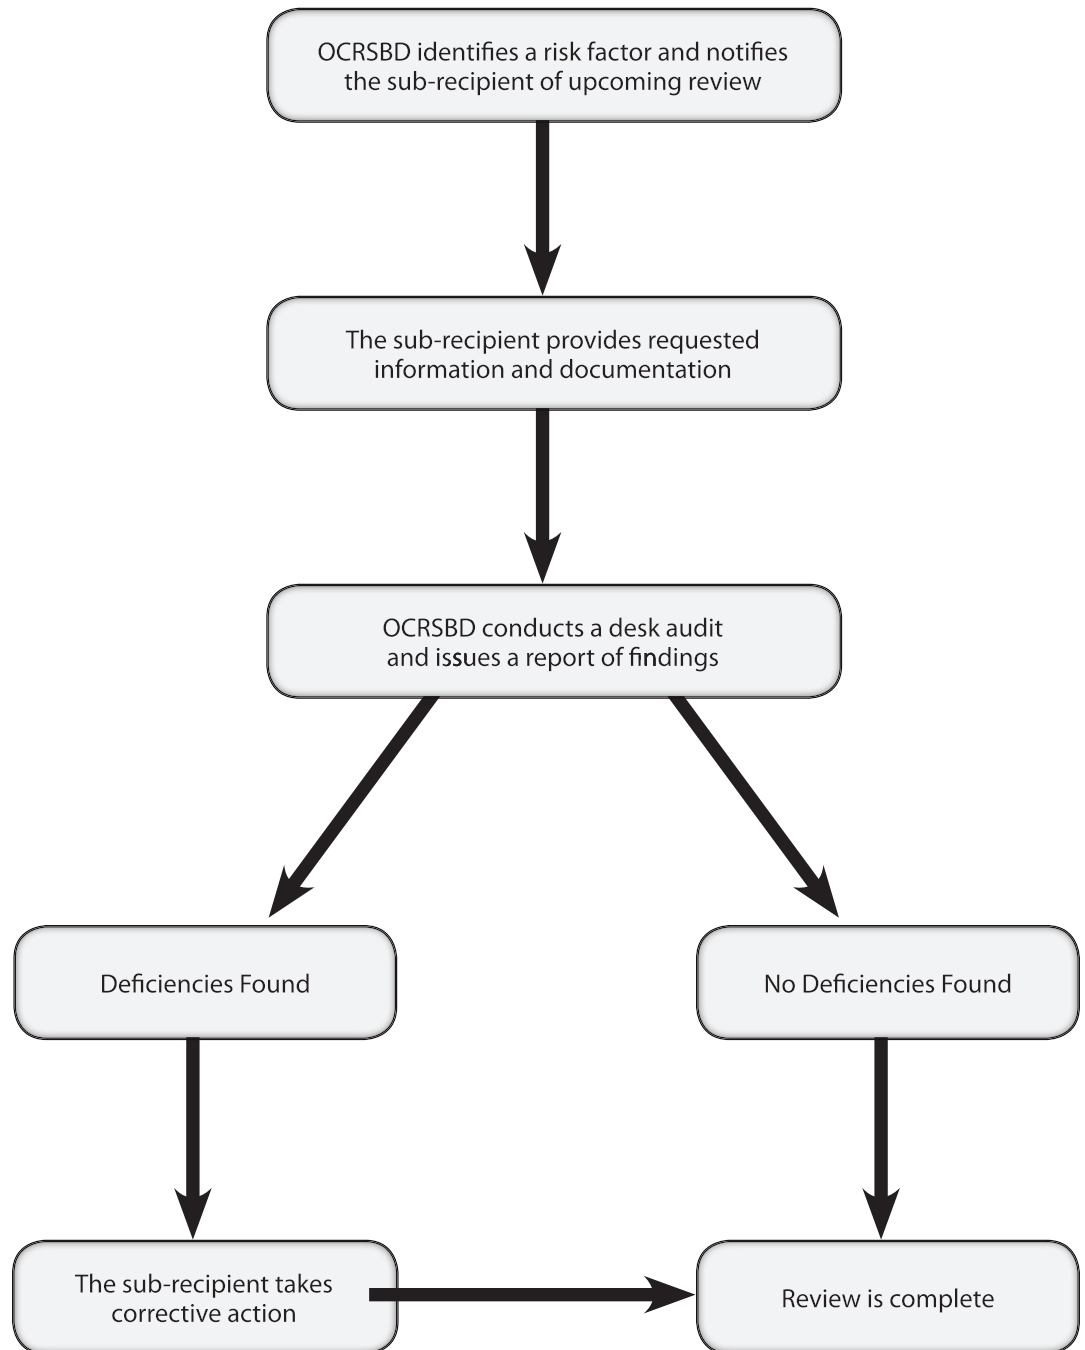 OCRSBD identifies a risk factor and notifies
the sub-recipient of upcoming review
The sub-recipient provides requested
information and documentation
OCRSBD conducts a desk audit
and issues a report of findings
Deficiencies Found
No Deficiencies Found
The sub-recipient takes
corrective action
Review is complete